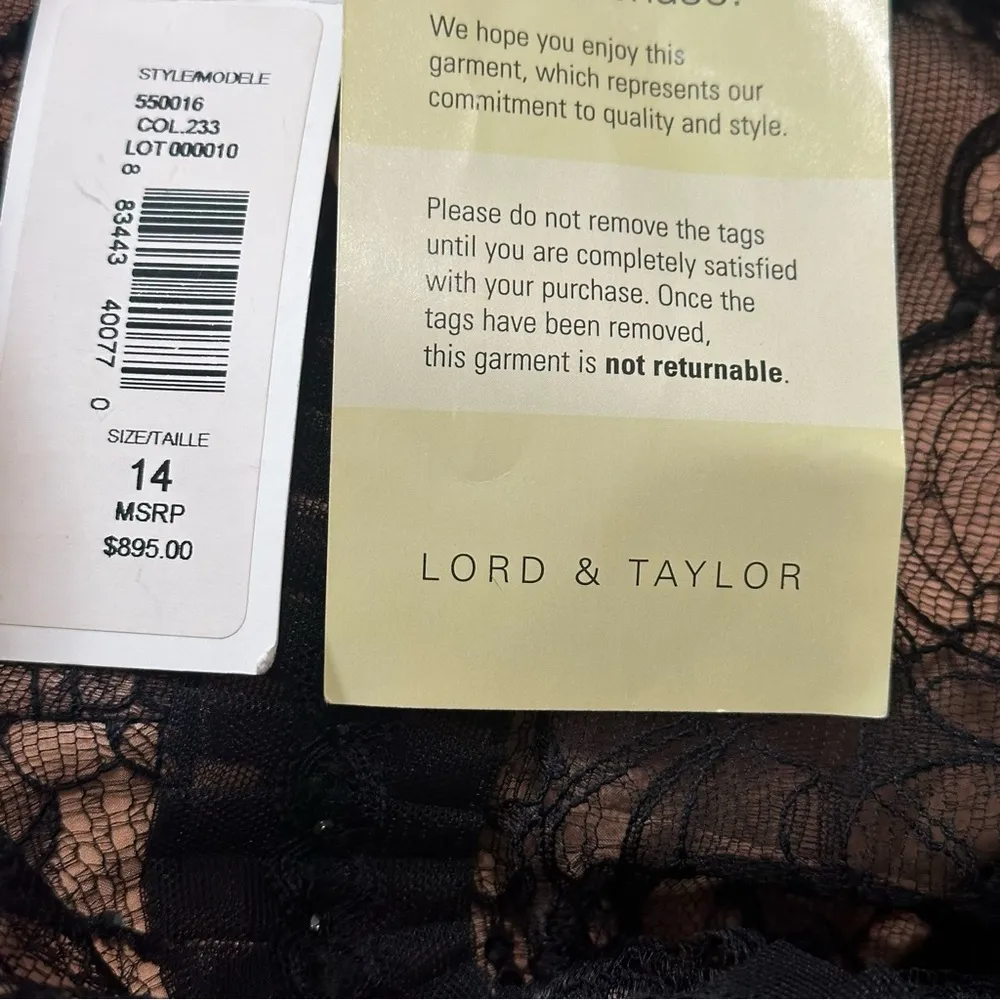 STYLE/MODELE
550016
COL.233
LOT 000010
8 83443 40077 0
SIZE/TAILLE
14
MSRP
$895.00
We hope you enjoy this
garment, which represents our
commitment to quality and style.
Please do not remove the tags
until you are completely satisfied
with your purchase. Once the
tags have been removed,
this garment is not returnable.
LORD & TAYLOR